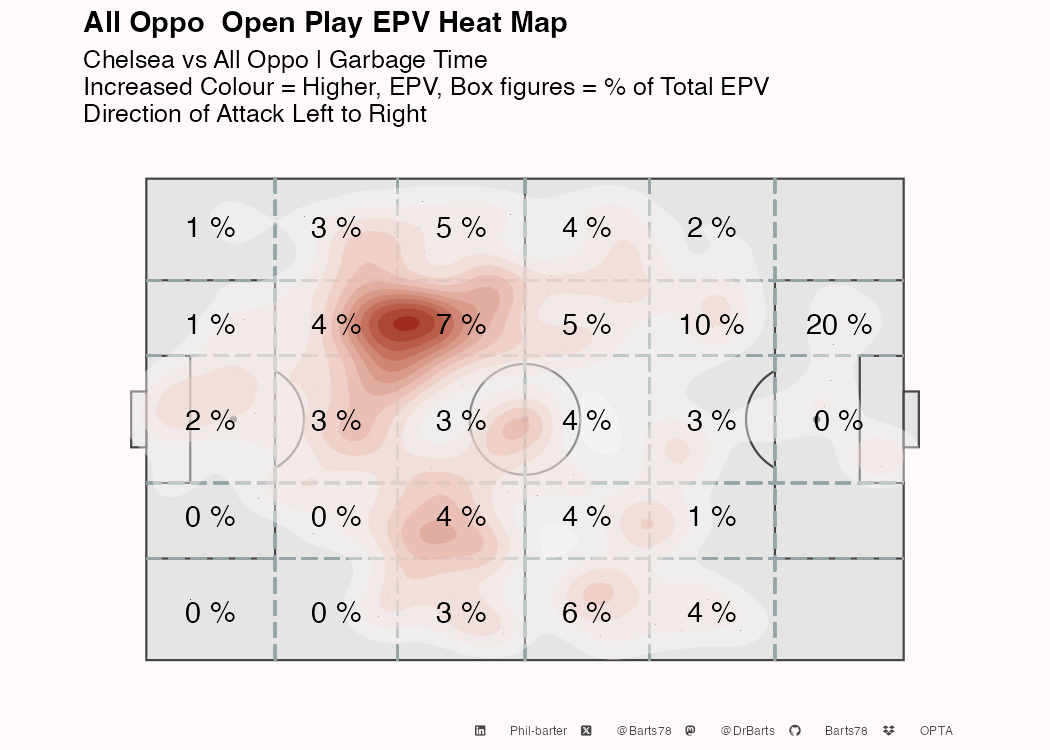 All Oppo  Open Play EPV Heat Map
Chelsea vs All Oppo | Garbage Time
Increased Colour = Higher, EPV, Box figures = % of Total EPV
Direction of Attack Left to Right
1 % 3 % 5 % 4 % 2 %
1 % 4 % 7 % 5 % 10 % 20 %
2 % 3 % 3 % 4 % 3 % 0 %
0 % 0 % 4 % 4 % 1 %
0 % 0 % 3 % 6 % 4 %
Phil-barter @Barts78 @DrBarts Barts78 OPTA